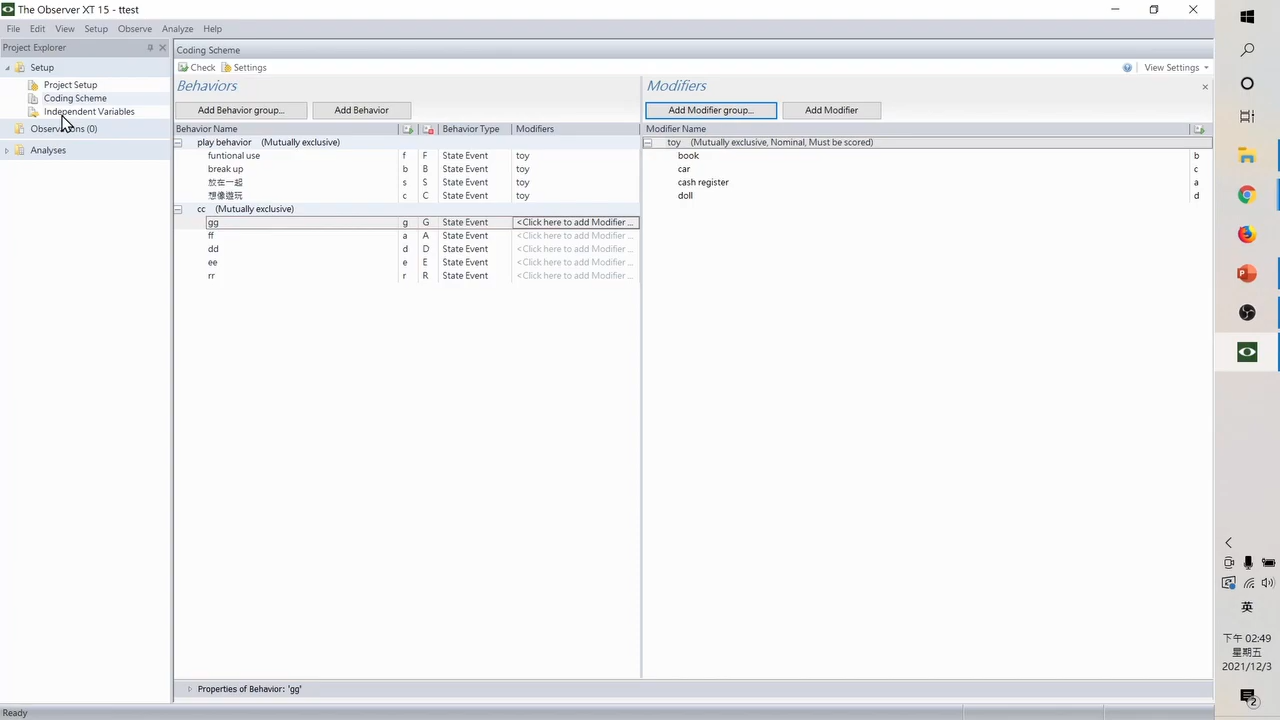 The Observer XT 15 - ttest
File Edit View Setup Observe Analyze Help
Project Explorer
Setup
Project Setup
Coding Scheme
Independent Variables
Observations (0)
Analyses
Coding Scheme
Check Settings
View Settings
Behaviors
Add Behavior group... Add Behavior
Behavior Name Behavior Type Modifiers
play behavior (Mutually exclusive)
funtional use f F State Event toy
break up b B State Event toy
放在一起 s S State Event toy
想像遊玩 c C State Event toy
cc (Mutually exclusive)
gg g G State Event <Click here to add Modifier ...
ff a A State Event <Click here to add Modifier ...
dd d D State Event <Click here to add Modifier ...
ee e E State Event <Click here to add Modifier ...
rr r R State Event <Click here to add Modifier ...
Properties of Behavior: 'gg'
Modifiers
Add Modifier group... Add Modifier
Modifier Name
toy (Mutually exclusive, Nominal, Must be scored)
book b
car c
cash register a
doll d
Ready
英
下午 02:49
星期五
2021/12/3
2